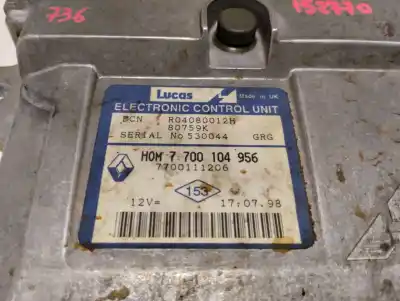 736
158770
Lucas
Made in UK
ELECTRONIC CONTROL UNIT
DCN R04080012H
80759K
SERIAL No 530044 GRG
HOM 7 700 104 956
7700111206
153
12V= 17:07.98